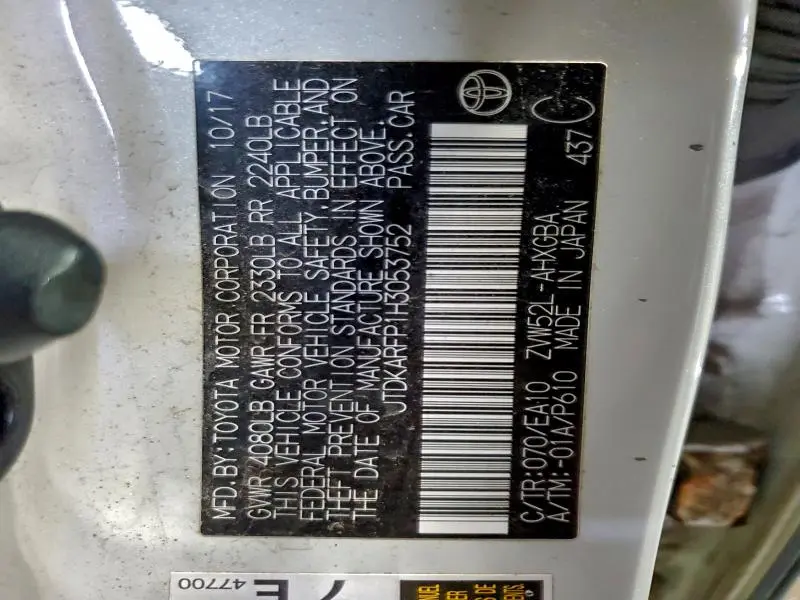 MFD.BY:TOYOTA MOTOR CORPORATION 10/17
GVWR 4080LB GAWR FR 2330LB RR 2240LB
THIS VEHICLE CONFORMS TO ALL APPLICABLE
FEDERAL MOTOR VEHICLE SAFETY,BUMPER,AND
THEFT PREVENTION STANDARDS IN EFFECT ON
THE DATE OF MANUFACTURE SHOWN ABOVE.
JTDKARFP1H3053752 PASS.CAR
C/TR:070/EA10 ZVW52L-AHXGBA
A/TM:-01A/P610 MADE IN JAPAN 437 C
47700